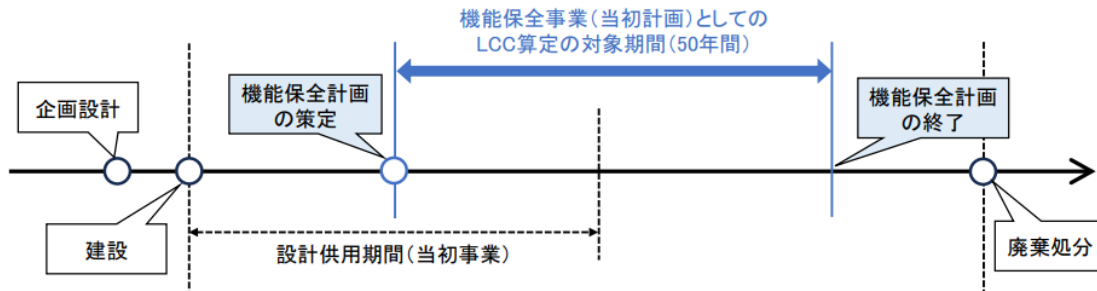 機能保全事業(当初計画)としての
LCC算定の対象期間(50年間)
企画設計
機能保全計画
の策定
機能保全計画
の終了
建設
設計供用期間(当初事業)
廃棄処分